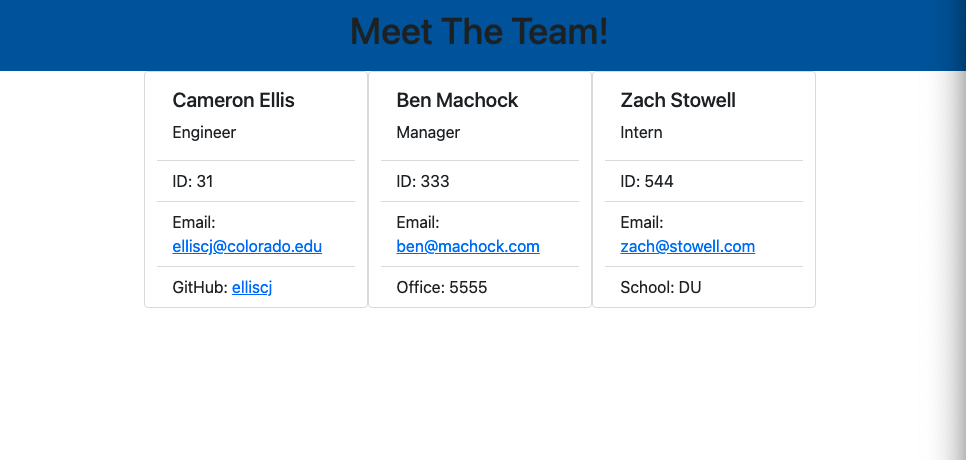 Meet The Team!
Cameron Ellis
Engineer
ID: 31
Email:
elliscj@colorado.edu
GitHub: elliscj
Ben Machock
Manager
ID: 333
Email:
ben@machock.com
Office: 5555
Zach Stowell
Intern
ID: 544
Email:
zach@stowell.com
School: DU